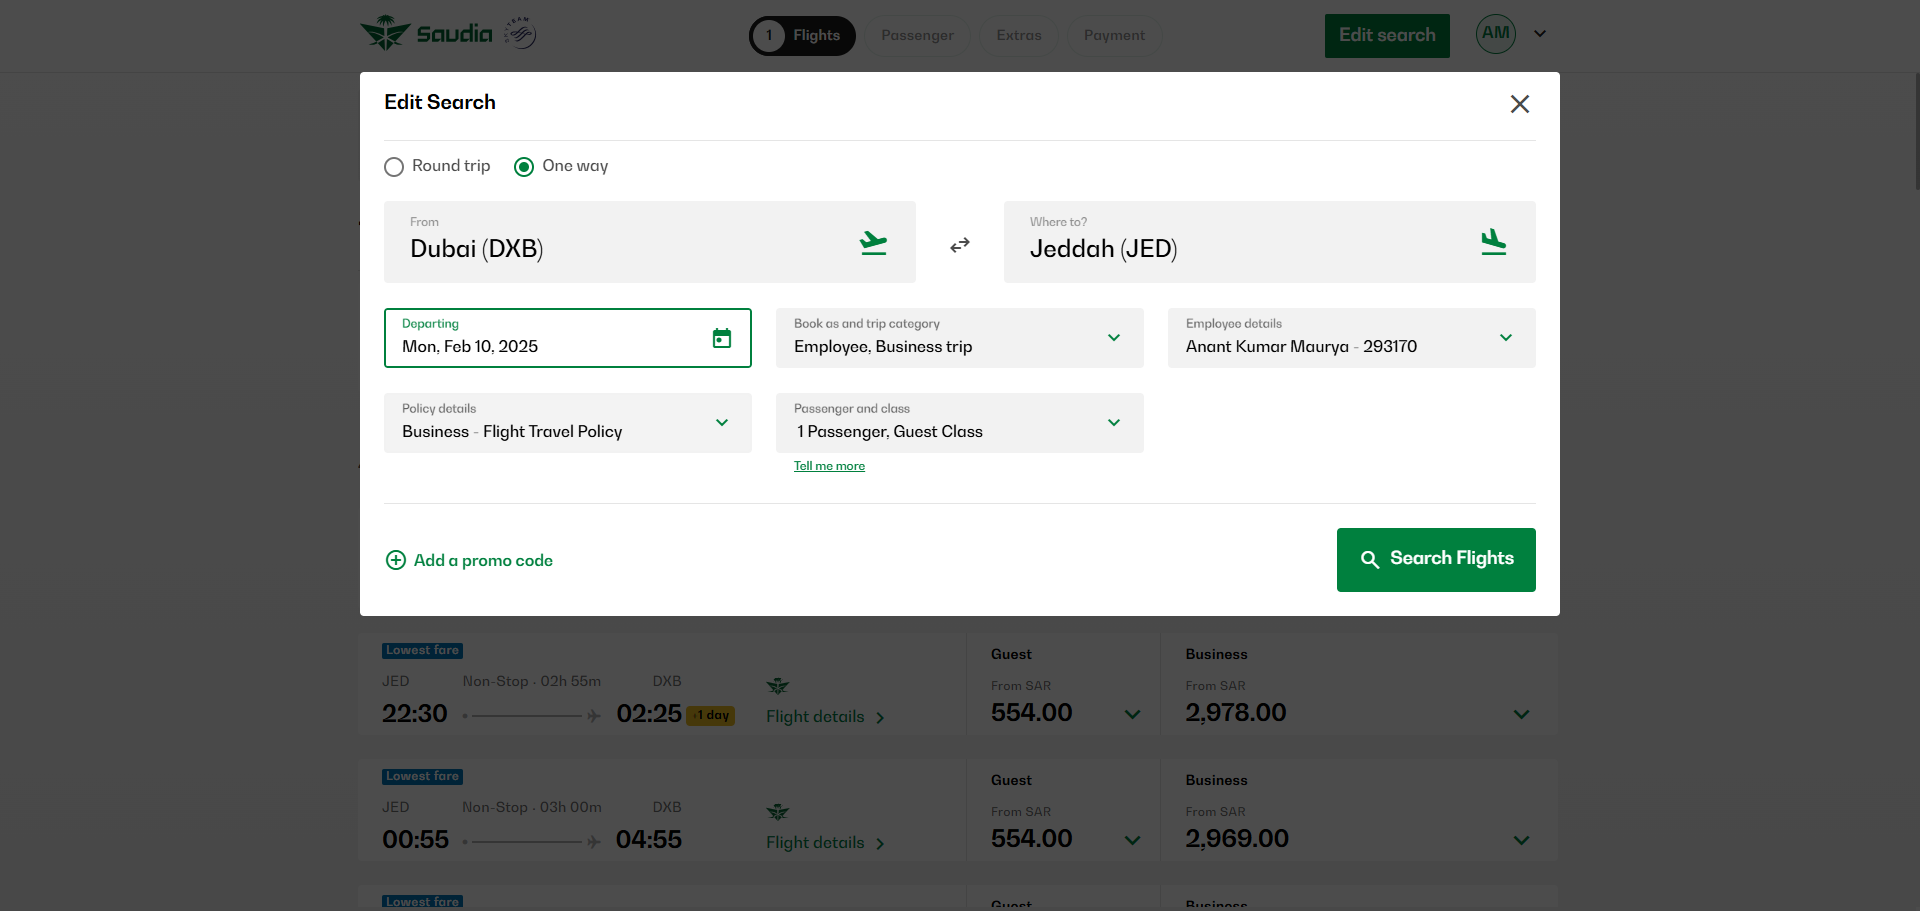 Saudia
SKYTEAM
1 Flights
Passenger
Extras
Payment
Edit search
AM
Edit Search
Round trip
One way
From
Dubai (DXB)
Where to?
Jeddah (JED)
Departing
Mon, Feb 10, 2025
Book as and trip category
Employee, Business trip
Employee details
Anant Kumar Maurya - 293170
Policy details
Business - Flight Travel Policy
Passenger and class
1 Passenger, Guest Class
Tell me more
Add a promo code
Search Flights
Lowest fare
JED
Non-Stop · 02h 55m
DXB
22:30
02:25
+1 day
Flight details
Guest
From SAR
554.00
Business
From SAR
2,978.00
Lowest fare
JED
Non-Stop · 03h 00m
DXB
00:55
04:55
Flight details
Guest
From SAR
554.00
Business
From SAR
2,969.00
Lowest fare
Guest
Business